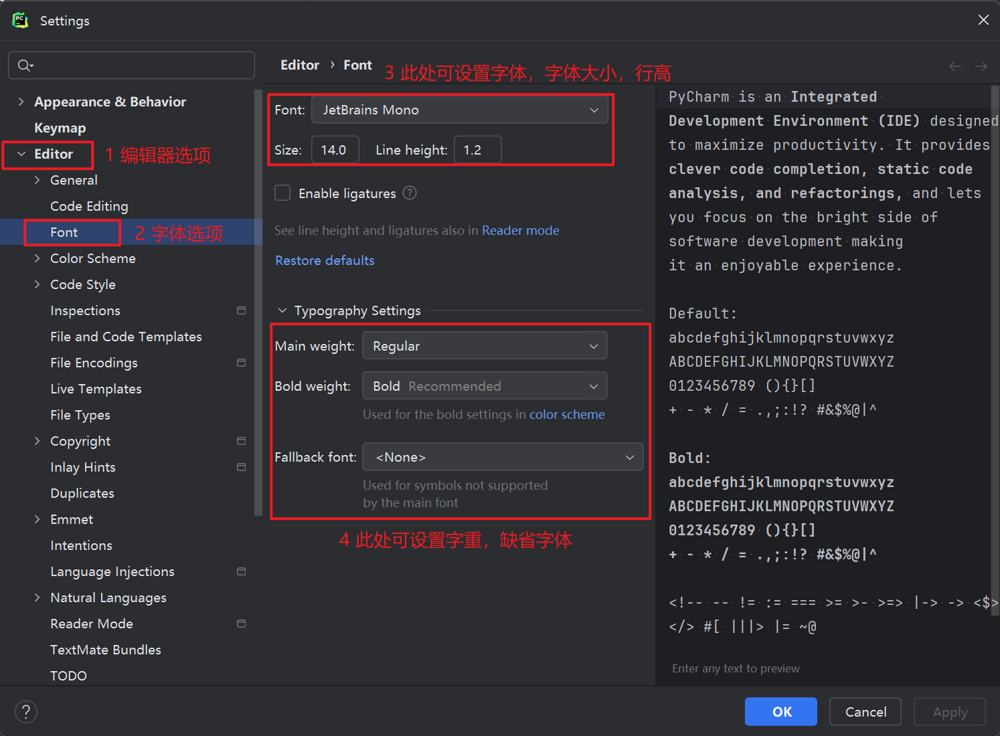 PC
Settings
Editor › Font
3 此处可设置字体，字体大小，行高
Appearance & Behavior
Keymap
Editor
1 编辑器选项
General
Code Editing
Font
2 字体选项
Color Scheme
Code Style
Inspections
File and Code Templates
File Encodings
Live Templates
File Types
Copyright
Inlay Hints
Duplicates
Emmet
Intentions
Language Injections
Natural Languages
Reader Mode
TextMate Bundles
TODO
Font: JetBrains Mono
Size: 14.0 Line height: 1.2
Enable ligatures ?
See line height and ligatures also in Reader mode
Restore defaults
Typography Settings
Main weight: Regular
Bold weight: Bold Recommended
Used for the bold settings in color scheme
Fallback font: <None>
Used for symbols not supported
by the main font
4 此处可设置字重，缺省字体
PyCharm is an Integrated
Development Environment (IDE) designed
to maximize productivity. It provides
clever code completion, static code
analysis, and refactorings, and lets
you focus on the bright side of
software development making
it an enjoyable experience.
Default:
abcdefghijklmnopqrstuvwxyz
ABCDEFGHIJKLMNOPQRSTUVWXYZ
0123456789 (){}[]
+ - * / = .,;:!? #&$%@|^
Bold:
abcdefghijklmnopqrstuvwxyz
ABCDEFGHIJKLMNOPQRSTUVWXYZ
0123456789 (){}[]
+ - * / = .,;:!? #&$%@|^
<!-- -- != := === >= >- >=> |-> -> <$>
</> #[ |||> |= ~@
Enter any text to preview
?
OK
Cancel
Apply